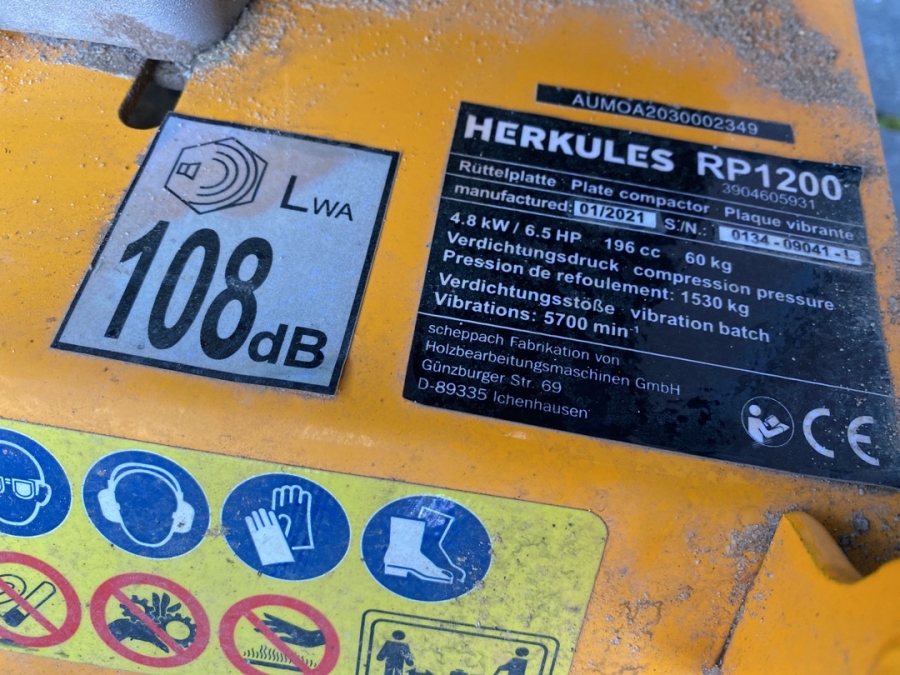 AUMOA2030002349
HERKULES RP1200
3904605931
Rüttelplatte Plate compactor Plaque vibrante
manufactured: 01/2021 S./N.: 0134 - 09041 - L
4.8 kW / 6.5 HP 196 cc 60 kg
Verdichtungsdruck compression pressure
Pression de refoulement: 1530 kg
Verdichtungsstöße vibration batch
Vibrations: 5700 min⁻¹
scheppach Fabrikation von
Holzbearbeitungsmaschinen GmbH
Günzburger Str. 69
D-89335 Ichenhausen
CE
LWA
108dB